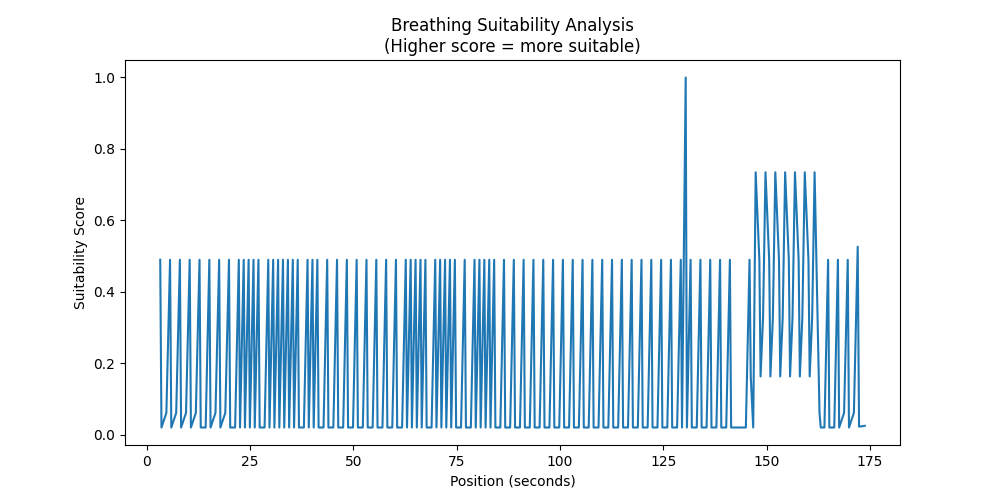 Breathing Suitability Analysis
(Higher score = more suitable)
Suitability Score
1.0
0.8
0.6
0.4
0.2
0.0
0 25 50 75 100 125 150 175
Position (seconds)